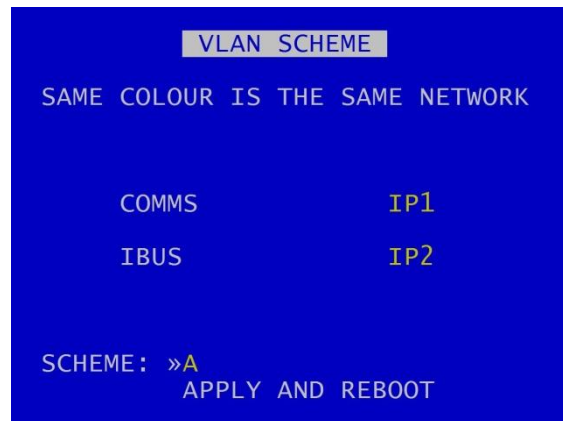 VLAN SCHEME
SAME COLOUR IS THE SAME NETWORK
COMMS IP1
IBUS IP2
SCHEME: »A
APPLY AND REBOOT